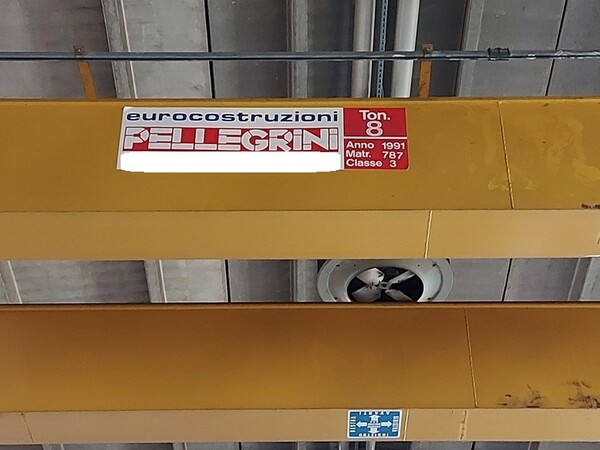 eurocostruzioni
PELLEGRINI
Ton.
8
Anno 1991
Matr. 787
Classe 3